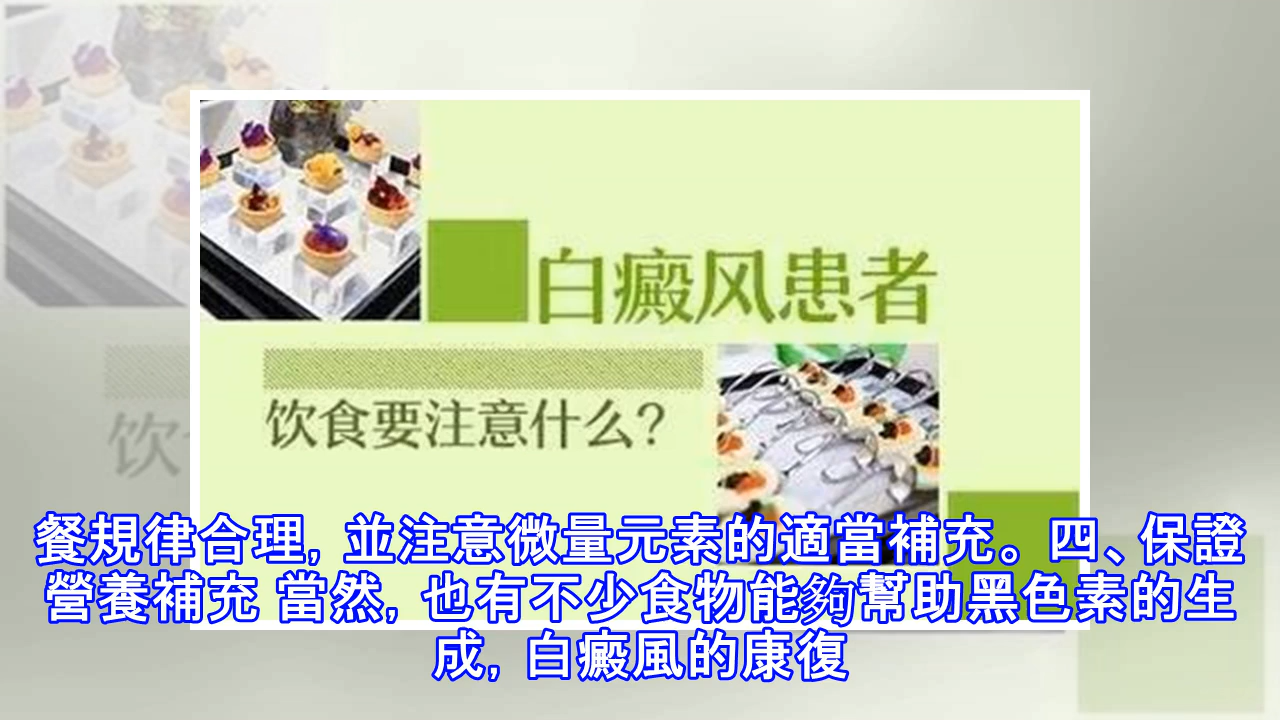 白癜风患者
饮食要注意什么?
餐規律合理, 並注意微量元素的適當補充。四、保證
營養補充 當然, 也有不少食物能夠幫助黑色素的生
成, 白癜風的康復